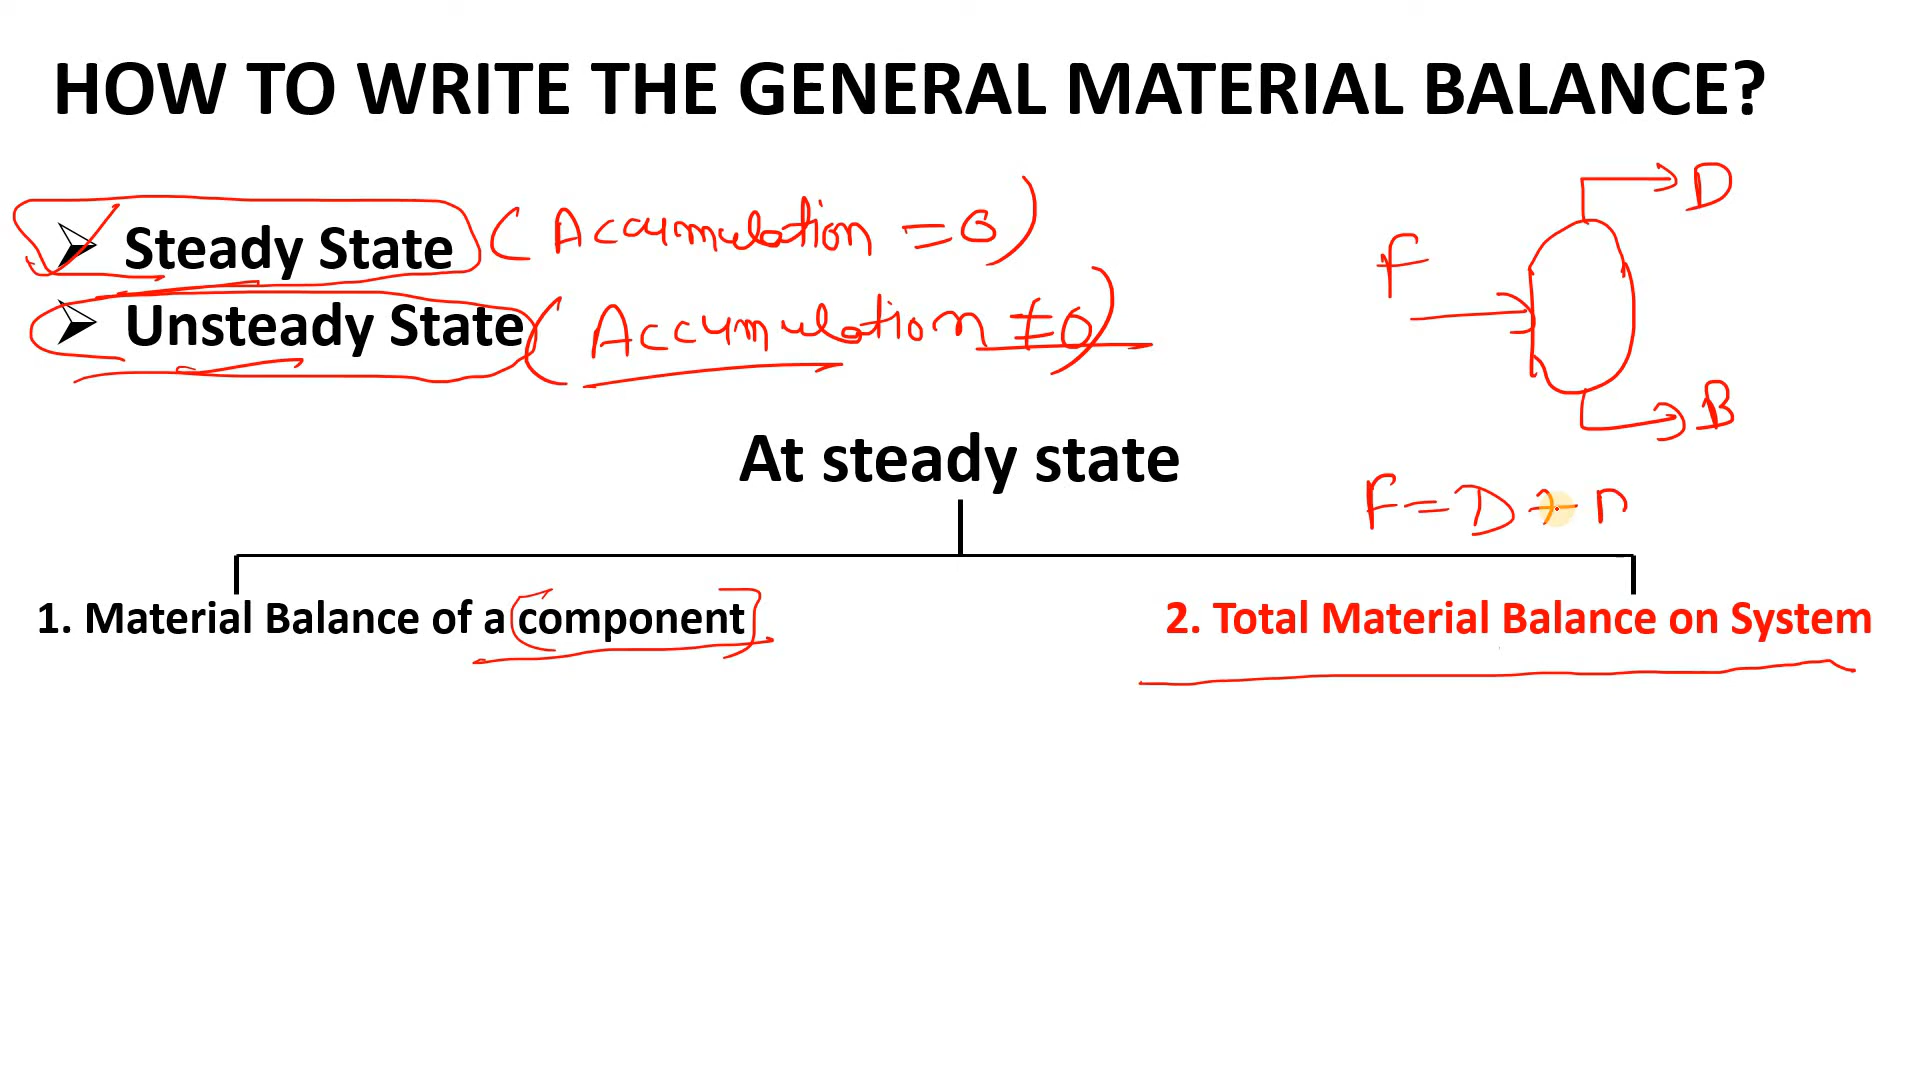 HOW TO WRITE THE GENERAL MATERIAL BALANCE?
➢ Steady State (Accumulation = 0)
➢ Unsteady State (Accumulation ≠ 0)
D
F
B
At steady state
F = D +
1. Material Balance of a component
2. Total Material Balance on System